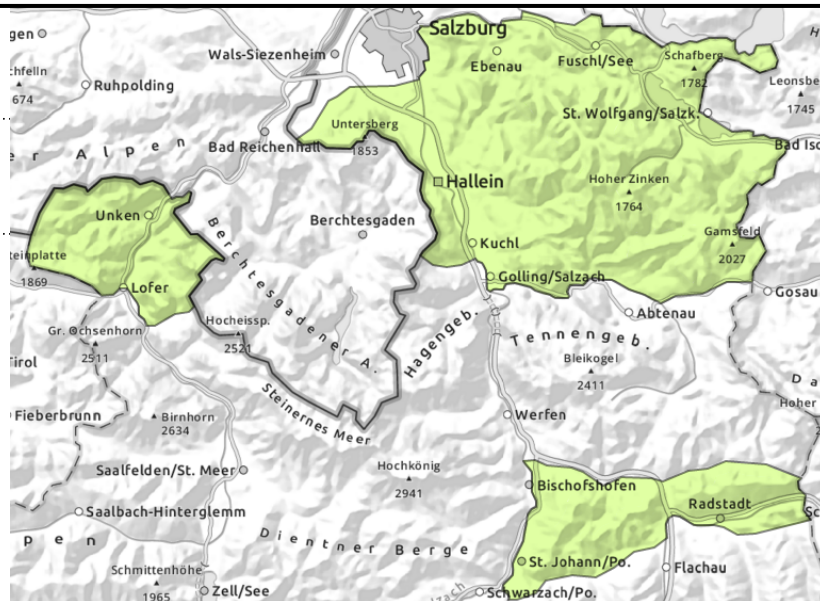 Salzburg
gen
Wals-Siezenheim
Ebenau
Fuschl/See
Schafberg
1782
chfelln
674
Ruhpolding
Leonsbe
1745
St. Wolfgang/Salzk.
Untersberg
1853
Bad Reichenhall
Bad Isc
er Alpen
Hallein
Hoher Zinken
1764
Unken
Berchtesgaden
Kuchl
Gamsfeld
2027
teinplatte
1869
Lofer
Berchtesgadener A.
Golling/Salzach
Gosau
Gr. Ochsenhorn
2511
Hocheissp.
2521
Hagengeb.
Tennengeb.
Abtenau
Tirol
Bleikogel
2411
Da
Hoher
Fieberbrunn
Birnhorn
2634
Steinernes Meer
Werfen
Saalfelden/St. Meer
Hochkönig
2941
Bischofshofen
Saalbach-Hinterglemm
Radstadt
Sc
pen
Dientner Berge
St. Johann/Po.
Flachau
Schmittenhöhe
1965
Zell/See
lzach
Schwarzach/Po.